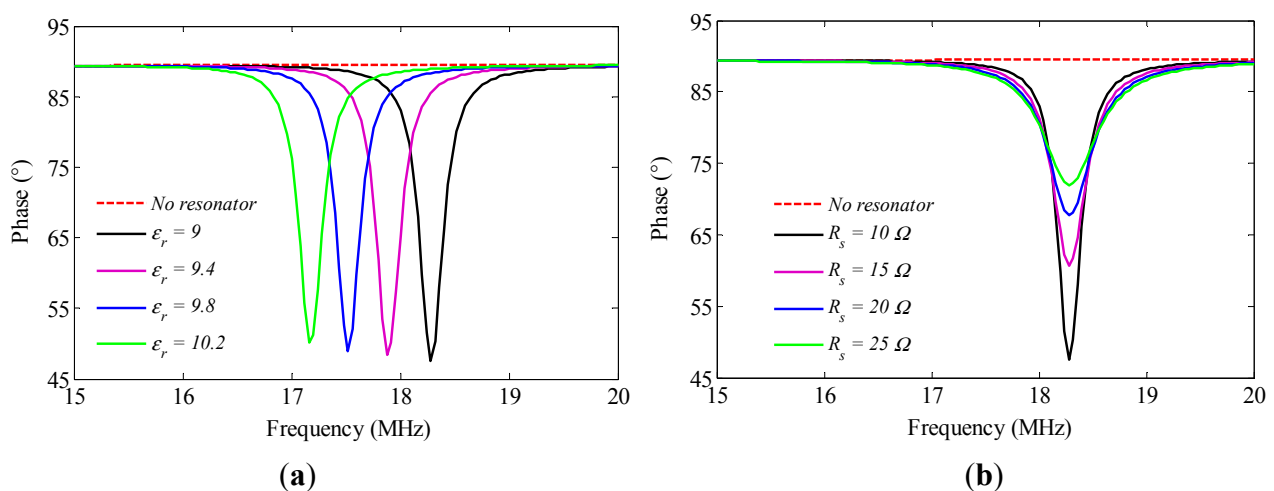 95
85
75
65
55
45
Phase (°)
No resonator
εr = 9
εr = 9.4
εr = 9.8
εr = 10.2
15 16 17 18 19 20
Frequency (MHz)
(a)
95
85
75
65
55
45
Phase (°)
No resonator
Rs = 10 Ω
Rs = 15 Ω
Rs = 20 Ω
Rs = 25 Ω
15 16 17 18 19 20
Frequency (MHz)
(b)